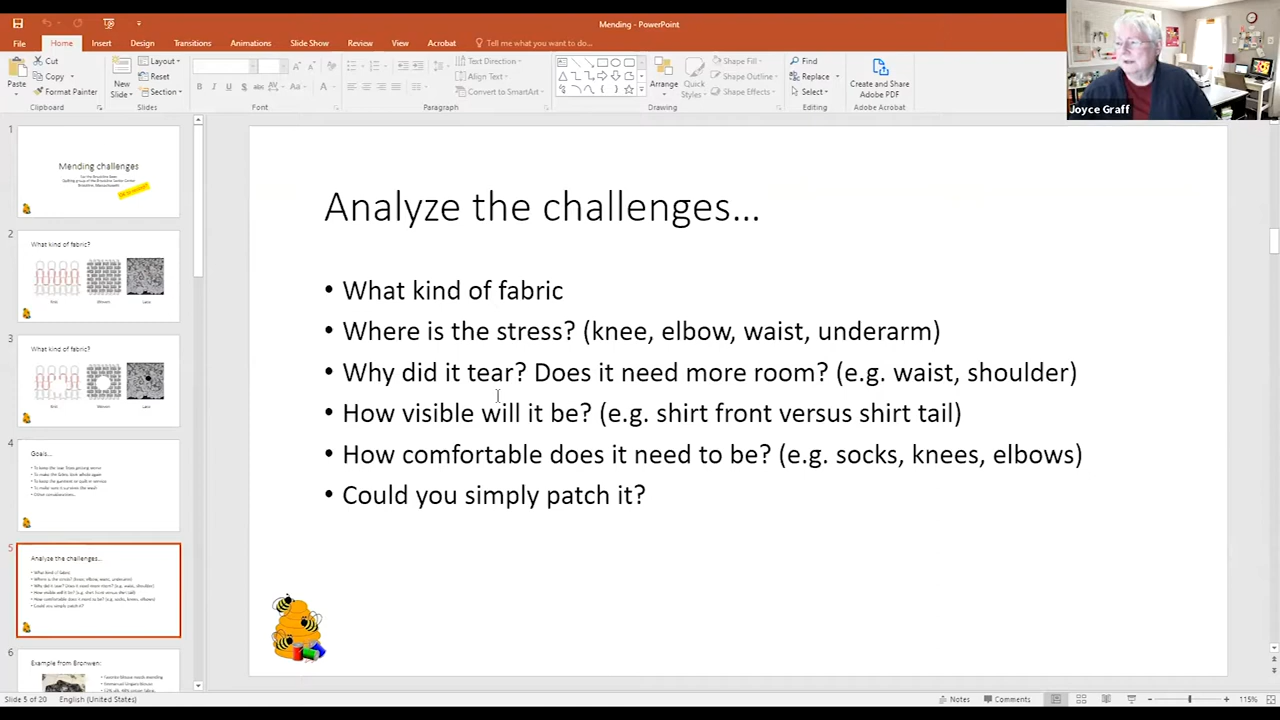 Mending - PowerPoint
File Home Insert Design Transitions Animations Slide Show Review View Acrobat Tell me what you want to do...
Paste
Cut
Copy
Format Painter
Clipboard
New
Slide
Layout
Reset
Section
Slides
Font
Text Direction
Align Text
Convert to SmartArt
Paragraph
Arrange
Quick
Styles
Shape Fill
Shape Outline
Shape Effects
Drawing
Find
Replace
Select
Editing
Create and Share
Adobe PDF
Adobe Acrobat
Joyce Graff
1
Mending challenges
2
What kind of fabric?
3
What kind of fabric?
4
Goals...
5
Analyze the challenges...
6
Example from Bronwen:
Analyze the challenges...
• What kind of fabric
• Where is the stress? (knee, elbow, waist, underarm)
• Why did it tear? Does it need more room? (e.g. waist, shoulder)
• How visible will it be? (e.g. shirt front versus shirt tail)
• How comfortable does it need to be? (e.g. socks, knees, elbows)
• Could you simply patch it?
Slide 5 of 20 English (United States)
Notes Comments 115%